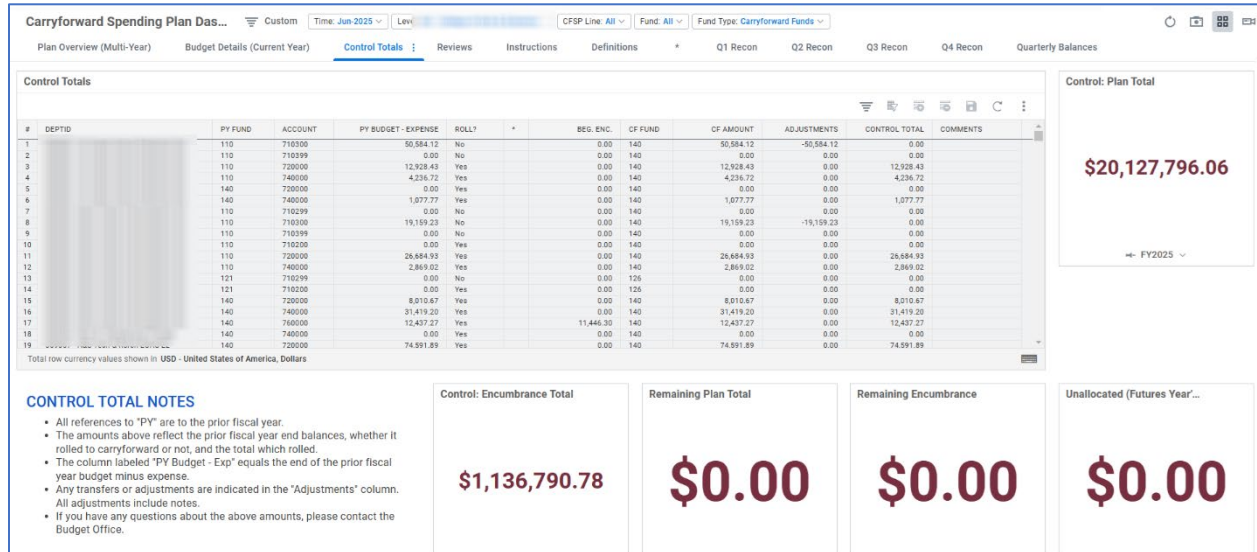 Carryforward Spending Plan Das... Custom Time: Jun-2025 CFSP Line: All Fund: All Fund Type: Carryforward Funds
Plan Overview (Multi-Year) Budget Details (Current Year) Control Totals Reviews Instructions Definitions * Q1 Recon Q2 Recon Q3 Recon Q4 Recon Quarterly Balances
Control Totals
# DEPTID PY FUND ACCOUNT PY BUDGET - EXPENSE ROLL? * BEG. ENC. CF FUND CF AMOUNT ADJUSTMENTS CONTROL TOTAL COMMENTS
1 110 710300 50,584.12 No 0.00 140 50,584.12 -50,584.12 0.00
2 110 710399 0.00 No 0.00 140 0.00 0.00 0.00
3 110 720000 12,928.43 Yes 0.00 140 12,928.43 0.00 12,928.43
4 110 740000 4,236.72 Yes 0.00 140 4,236.72 0.00 4,236.72
5 140 720000 0.00 Yes 0.00 140 0.00 0.00 0.00
6 140 740000 1,077.77 Yes 0.00 140 1,077.77 0.00 1,077.77
7 110 710299 0.00 No 0.00 140 0.00 0.00 0.00
8 110 710300 19,159.23 No 0.00 140 19,159.23 -19,159.23 0.00
9 110 710399 0.00 No 0.00 140 0.00 0.00 0.00
10 110 710200 0.00 Yes 0.00 140 0.00 0.00 0.00
11 110 720000 26,684.93 Yes 0.00 140 26,684.93 0.00 26,684.93
12 110 740000 2,869.02 Yes 0.00 140 2,869.02 0.00 2,869.02
13 121 710299 0.00 No 0.00 126 0.00 0.00 0.00
14 121 710200 0.00 Yes 0.00 126 0.00 0.00 0.00
15 140 720000 8,010.67 Yes 0.00 140 8,010.67 0.00 8,010.67
16 140 740000 31,419.20 Yes 0.00 140 31,419.20 0.00 31,419.20
17 140 760000 12,437.27 Yes 11,446.30 140 12,437.27 0.00 12,437.27
18 140 740000 0.00 Yes 0.00 140 0.00 0.00 0.00
19 140 720000 74,591.89 Yes 0.00 140 74,591.89 0.00 74,591.89
Total row currency values shown in USD - United States of America, Dollars
Control: Plan Total
$20,127,796.06
FY2025
CONTROL TOTAL NOTES
• All references to "PY" are to the prior fiscal year.
• The amounts above reflect the prior fiscal year end balances, whether it
rolled to carryforward or not, and the total which rolled.
• The column labeled "PY Budget - Exp" equals the end of the prior fiscal
year budget minus expense.
• Any transfers or adjustments are indicated in the "Adjustments" column.
All adjustments include notes.
• If you have any questions about the above amounts, please contact the
Budget Office.
Control: Encumbrance Total
$1,136,790.78
Remaining Plan Total
$0.00
Remaining Encumbrance
$0.00
Unallocated (Futures Year'...
$0.00